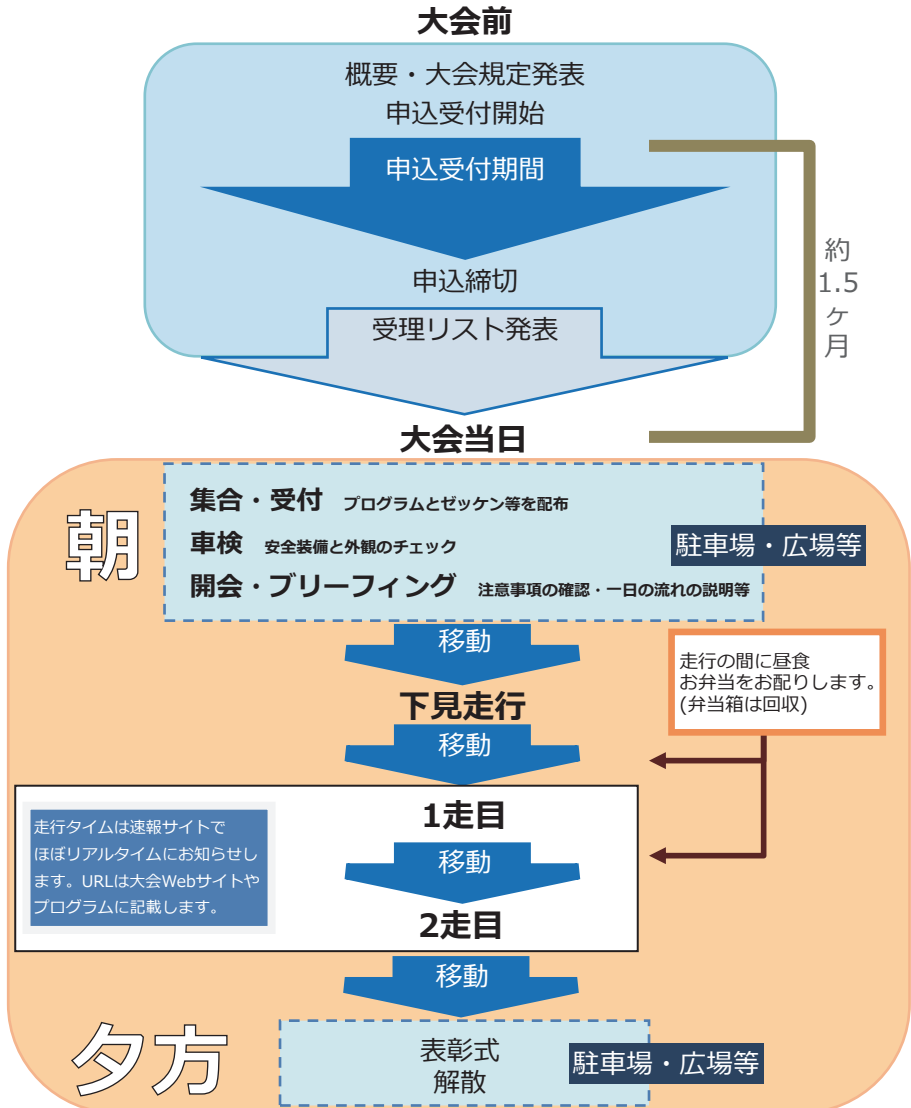 大会前
概要・大会規定発表
申込受付開始
申込受付期間
申込締切
受理リスト発表
約
1.5
ヶ
月
大会当日
朝
集合・受付 プログラムとゼッケン等を配布
車検 安全装備と外観のチェック
開会・ブリーフィング 注意事項の確認・一日の流れの説明等
駐車場・広場等
移動
走行の間に昼食
お弁当をお配りします。
(弁当箱は回収)
下見走行
移動
1走目
走行タイムは速報サイトで
ほぼリアルタイムにお知らせし
ます。URLは大会Webサイトや
プログラムに記載します。
移動
2走目
移動
夕方
表彰式
解散
駐車場・広場等